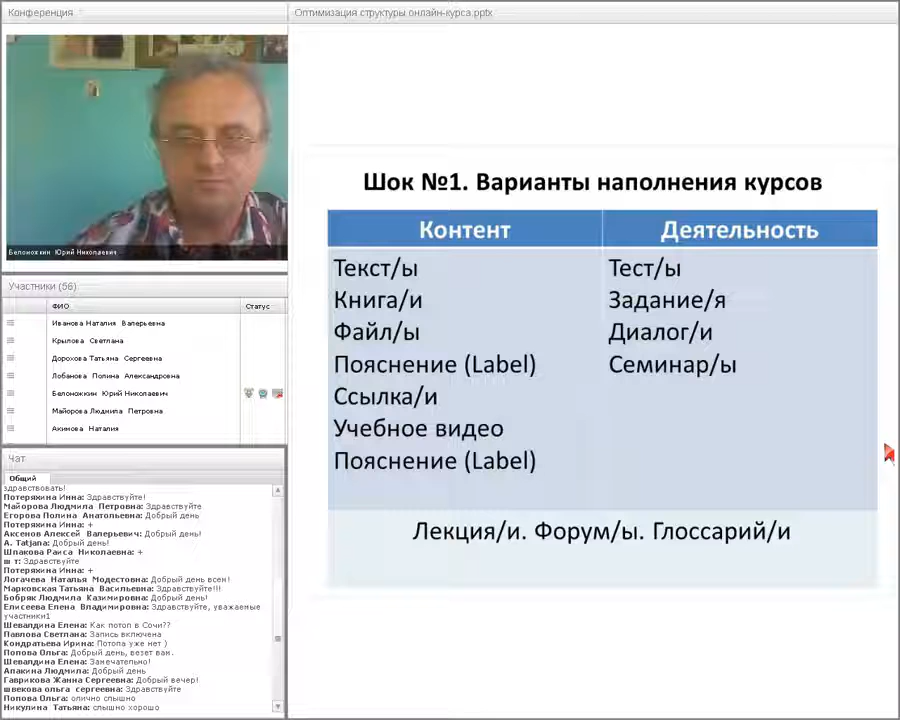 Конференция
Белоножкин Юрий Николаевич
Участники (56)
ФИО Статус
Иванова Наталия Валерьевна
Крылова Светлана
Дорохова Татьяна Сергеевна
Лобанова Полина Александровна
Белоножкин Юрий Николаевич
Майорова Людмила Петровна
Акимова Наталия
Чат
Общий
здравствовать!
Потеряхина Инна: Здравствуйте!
Майорова Людмила Петровна: Здравствуйте
Егорова Полина Анатольевна: Добрый день
Потеряхина Инна: +
Аксенов Алексей Валерьевич: Добрый день!
A. Tatjana: Добрый день!
Шпакова Раиса Николаевна: +
ш т: Здравствуйте
Потеряхина Инна: +
Логачева Наталья Модестовна: Добрый день всем!
Марковская Татьяна Васильевна: Здравствуйте!!!
Бобряк Людмила Казимировна: Добрый день!
Елисеева Елена Владимировна: Здравствуйте, уважаемые
участники1
Шевалдина Елена: Как потоп в Сочи??
Павлова Светлана: Запись включена
Кондратьева Ирина: Потопа уже нет )
Попова Ольга: Добрый день, везет вам.
Шевалдина Елена: Замечательно!
Апакина Людмила: Добрый день
Гаврикова Жанна Сергеевна: Добрый вечер!
швекова ольга сергеевна: Здравствуйте
Попова Ольга: олично слышно
Никулина Татьяна: слышно хорошо
Оптимизация структуры онлайн-курса.pptx
Шок №1. Варианты наполнения курсов
Контент Деятельность
Текст/ы Тест/ы
Книга/и Задание/я
Файл/ы Диалог/и
Пояснение (Label) Семинар/ы
Ссылка/и
Учебное видео
Пояснение (Label)
Лекция/и. Форум/ы. Глоссарий/и